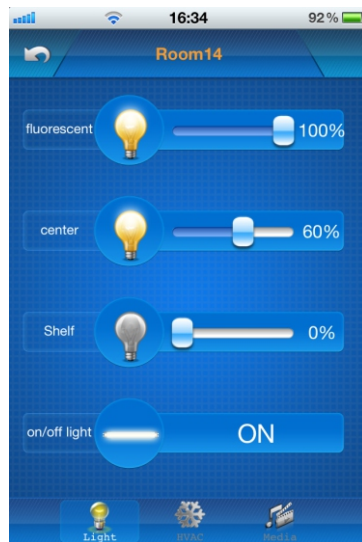 16:34
92%
Room14
fluorescent
100%
center
60%
Shelf
0%
on/off light
ON
Light
HVAC
Media